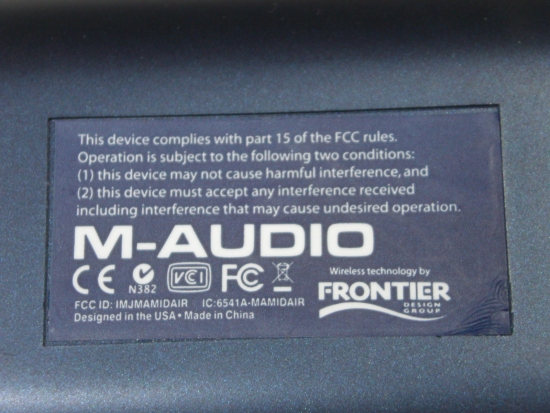 This device complies with part 15 of the FCC rules.
Operation is subject to the following two conditions:
(1) this device may not cause harmful interference, and
(2) this device must accept any interference received
including interference that may cause undesired operation.
M-AUDIO
CE N382 VCI FC
Wireless technology by
FRONTIER
DESIGN
GROUP
FCC ID: IMJMAMIDAIR IC:6541A-MAMIDAIR
Designed in the USA • Made in China